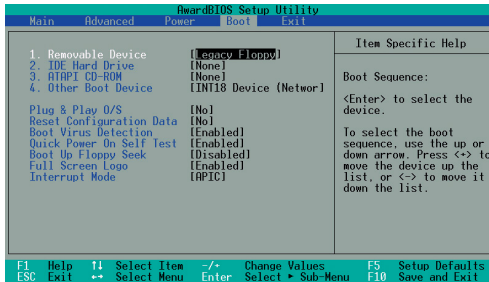 AwardBIOS Setup Utility
Main Advanced Power Boot Exit
1. Removable Device [Legacy Floppy]
2. IDE Hard Drive [None]
3. ATAPI CD-ROM [None]
4. Other Boot Device [INT18 Device (Networ]
Plug & Play O/S [No]
Reset Configuration Data [No]
Boot Virus Detection [Enabled]
Quick Power On Self Test [Enabled]
Boot Up Floppy Seek [Disabled]
Full Screen Logo [Enabled]
Interrupt Mode [APIC]
Item Specific Help
Boot Sequence:
<Enter> to select the
device.
To select the boot
sequence, use the up or
down arrow. Press <+> to
move the device up the
list, or <-> to move it
down the list.
F1 Help ↑↓ Select Item -/+ Change Values F5 Setup Defaults
ESC Exit ↔ Select Menu Enter Select ► Sub-Menu F10 Save and Exit